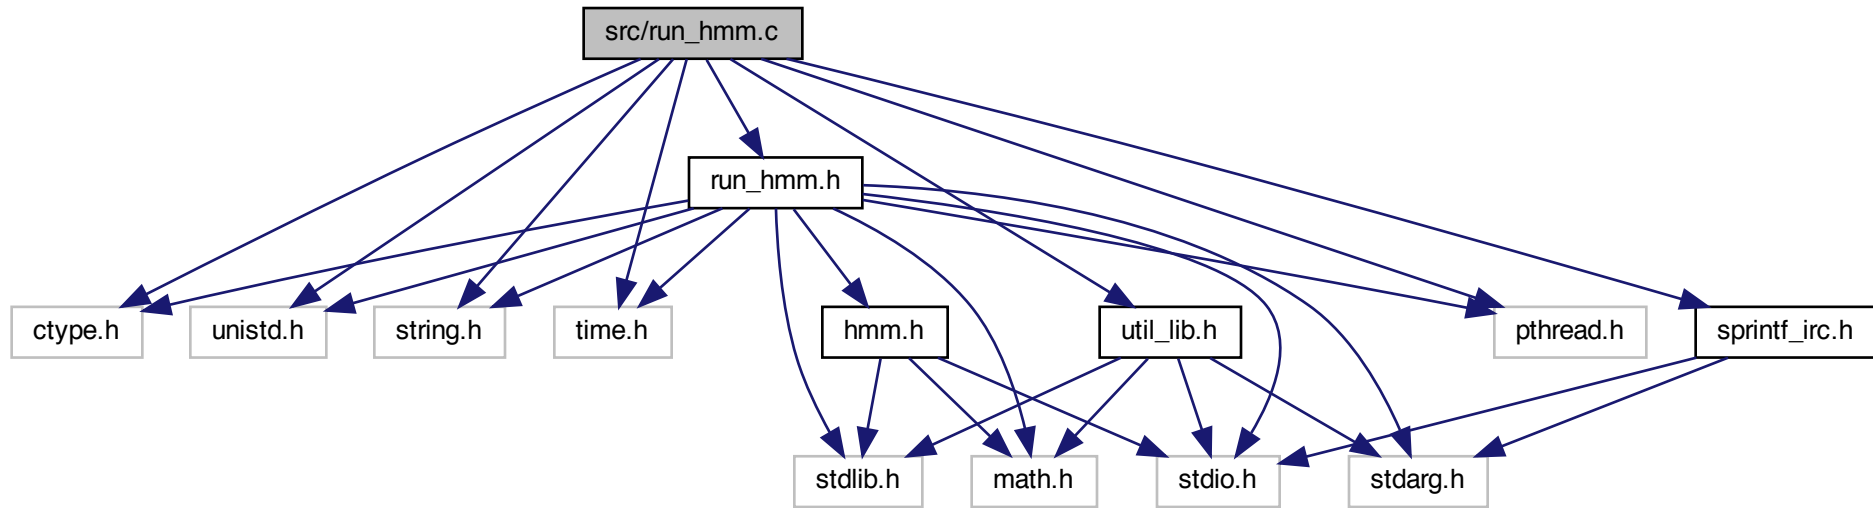 src/run_hmm.c
run_hmm.h
ctype.h
unistd.h
string.h
time.h
hmm.h
util_lib.h
pthread.h
sprintf_irc.h
stdlib.h
math.h
stdio.h
stdarg.h